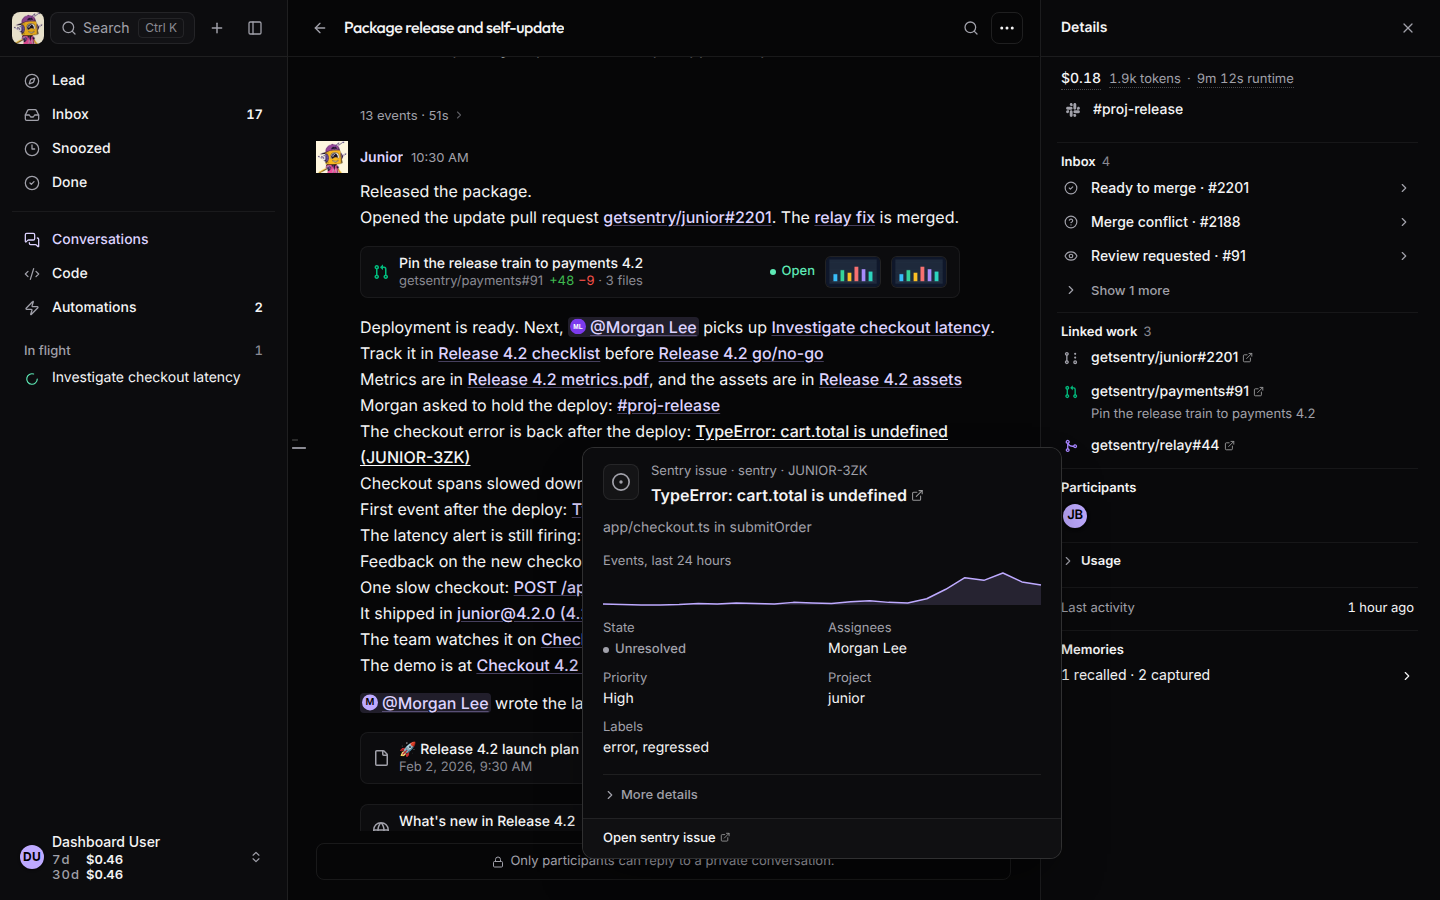 Search Ctrl K
Lead
Inbox 17
Snoozed
Done
Conversations
Code
Automations 2
In flight 1
Investigate checkout latency
DU
Dashboard User
7d $0.46
30d $0.46
Package release and self-update
13 events · 51s
Junior 10:30 AM
Released the package.
Opened the update pull request getsentry/junior#2201. The relay fix is merged.
Pin the release train to payments 4.2
getsentry/payments#91 +48 −9 · 3 files
Open
Deployment is ready. Next, ML @Morgan Lee picks up Investigate checkout latency.
Track it in Release 4.2 checklist before Release 4.2 go/no-go
Metrics are in Release 4.2 metrics.pdf, and the assets are in Release 4.2 assets
Morgan asked to hold the deploy: #proj-release
The checkout error is back after the deploy: TypeError: cart.total is undefined
(JUNIOR-3ZK)
Checkout spans slowed down
First event after the deploy: T
The latency alert is still firing:
Feedback on the new checko
One slow checkout: POST /ap
It shipped in junior@4.2.0 (4.
The team watches it on Chec
The demo is at Checkout 4.2
M @Morgan Lee wrote the la
🚀 Release 4.2 launch plan
Feb 2, 2026, 9:30 AM
What's new in Release 4.2
Only participants can reply to a private conversation.
Sentry issue · sentry · JUNIOR-3ZK
TypeError: cart.total is undefined
app/checkout.ts in submitOrder
Events, last 24 hours
State Assignees
Unresolved Morgan Lee
Priority Project
High junior
Labels
error, regressed
More details
Open sentry issue
Details
$0.18 1.9k tokens · 9m 12s runtime
#proj-release
Inbox 4
Ready to merge · #2201
Merge conflict · #2188
Review requested · #91
Show 1 more
Linked work 3
getsentry/junior#2201
getsentry/payments#91
Pin the release train to payments 4.2
getsentry/relay#44
Participants
JB
Usage
Last activity 1 hour ago
Memories
1 recalled · 2 captured